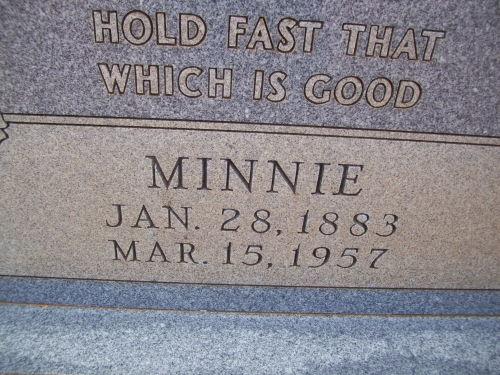 HOLD FAST THAT
WHICH IS GOOD
MINNIE
JAN. 28, 1883
MAR. 15, 1957